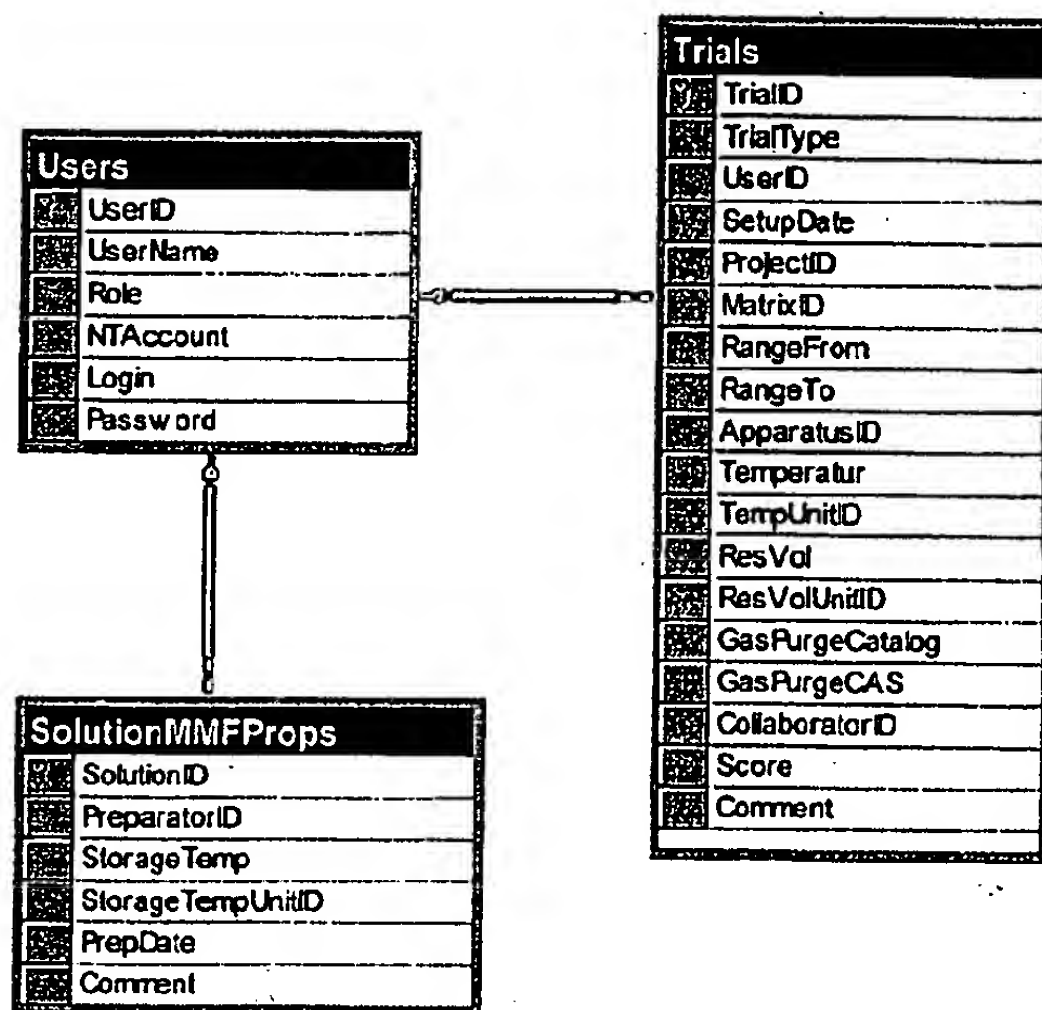 Users
UserID
UserName
Role
NTAccount
Login
Password
Trials
TrialID
TrialType
UserID
SetupDate
ProjectID
MatrixID
RangeFrom
RangeTo
ApparatusID
Temperatur
TempUnitID
ResVol
ResVolUnitID
GasPurgeCatalog
GasPurgeCAS
CollaboratorID
Score
Comment
SolutionMMFProps
SolutionID
PreparatorID
StorageTemp
StorageTempUnitID
PrepDate
Comment